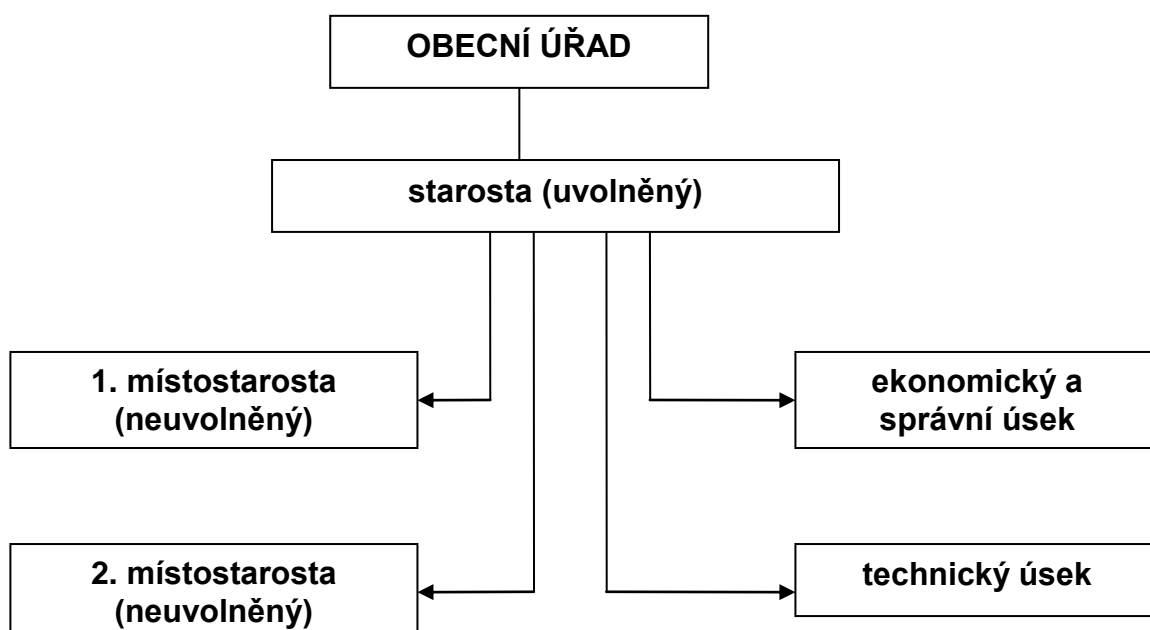 OBECNÍ ÚŘAD
starosta (uvolněný)
1. místostarosta
(neuvolněný)
ekonomický a
správní úsek
2. místostarosta
(neuvolněný)
technický úsek